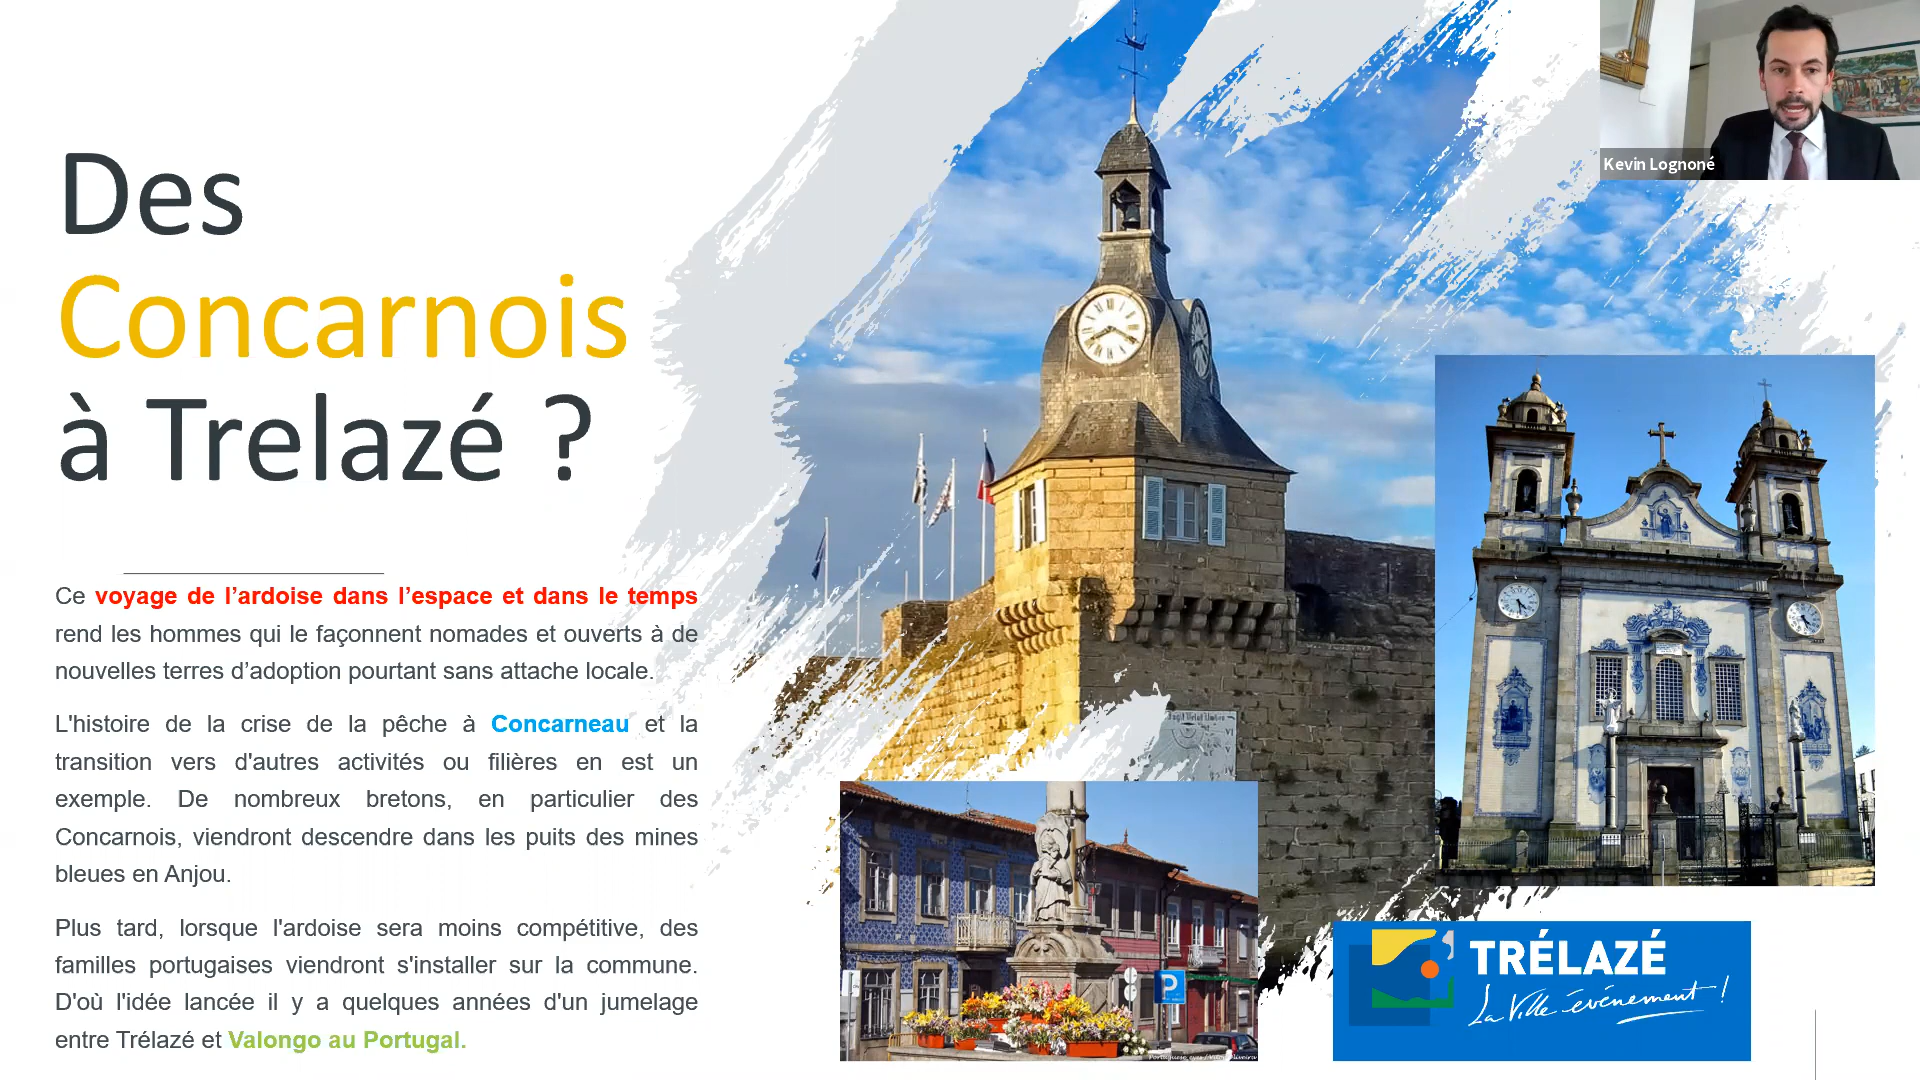 Kevin Lognoné
Des
Concarnois
à Trelazé ?
Ce voyage de l’ardoise dans l’espace et dans le temps
rend les hommes qui le façonnent nomades et ouverts à de
nouvelles terres d’adoption pourtant sans attache locale.
L'histoire de la crise de la pêche à Concarneau et la
transition vers d'autres activités ou filières en est un
exemple. De nombreux bretons, en particulier des
Concarnois, viendront descendre dans les puits des mines
bleues en Anjou.
Plus tard, lorsque l'ardoise sera moins compétitive, des
familles portugaises viendront s'installer sur la commune.
D'où l'idée lancée il y a quelques années d'un jumelage
entre Trélazé et Valongo au Portugal.
P
TRÉLAZÉ
La Ville événement !